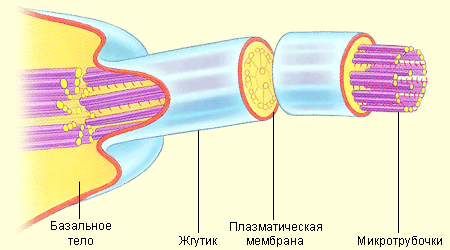 Базальное
тело
Жгутик
Плазматическая
мембрана
Микротрубочки